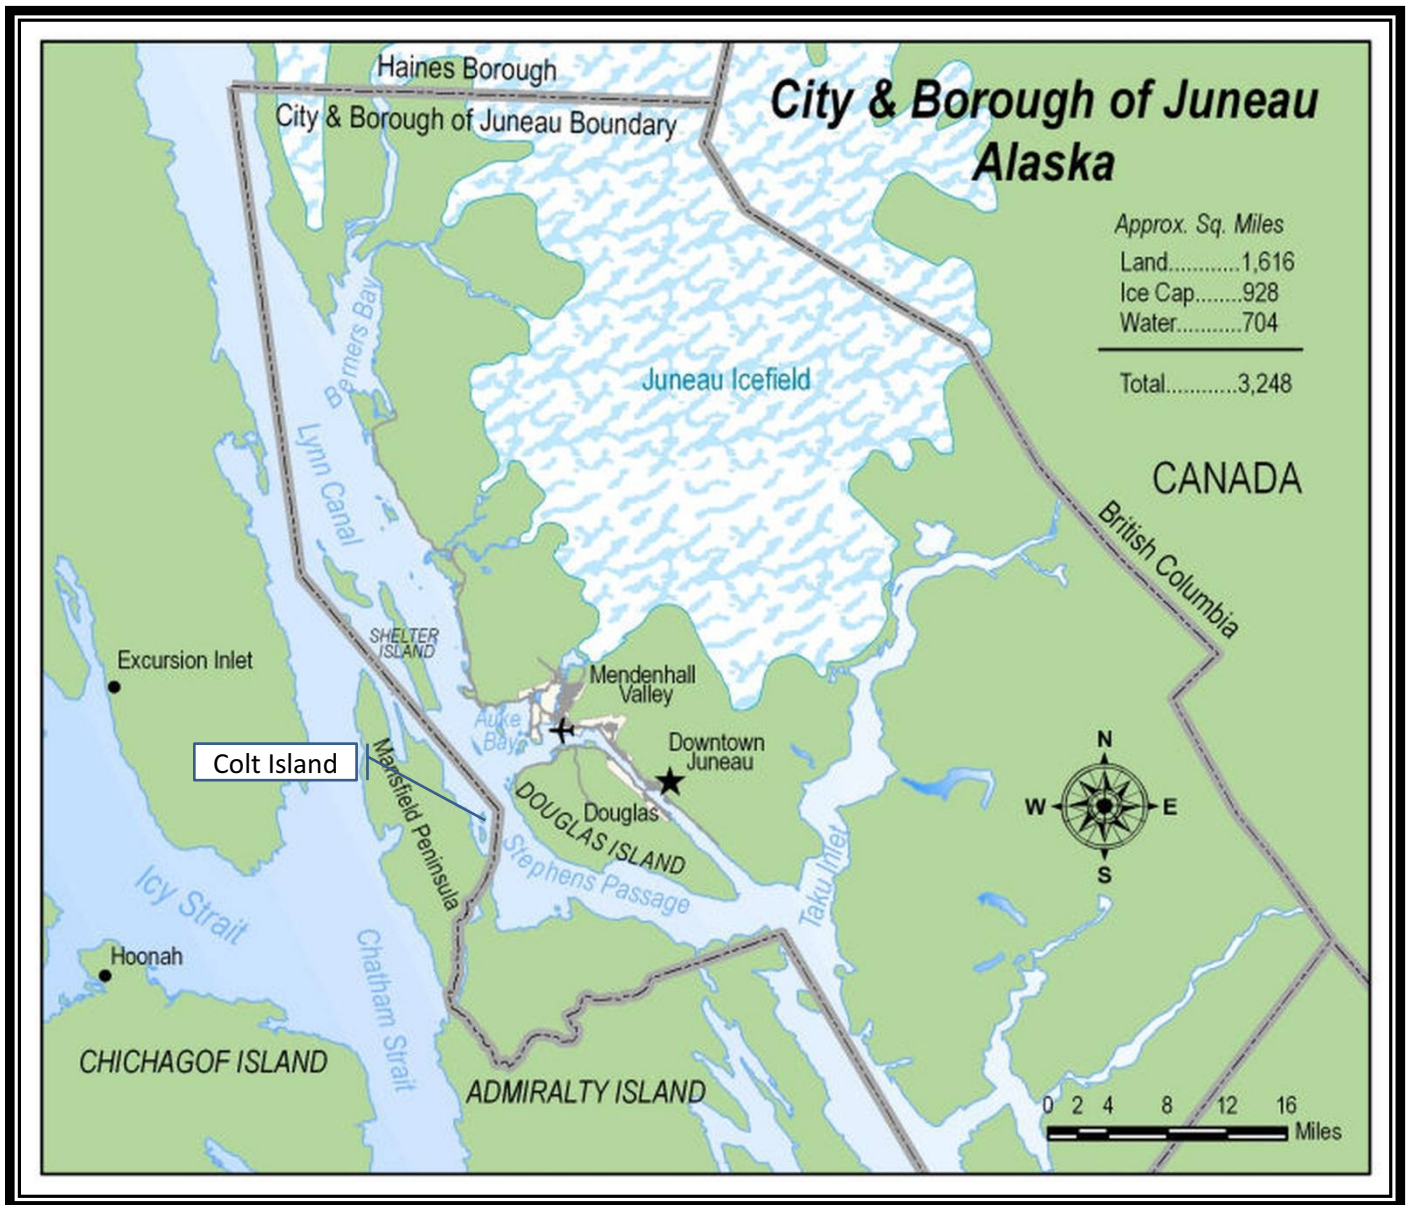 Haines Borough
City & Borough of Juneau Boundary
City & Borough of Juneau
Alaska
Approx. Sq. Miles
Land............1,616
Ice Cap........928
Water...........704
Total............3,248
Berners Bay
Juneau Icefield
Lynn Canal
CANADA
British Columbia
SHELTER
ISLAND
Excursion Inlet
Mendenhall
Valley
Auke
Bay
Downtown
Juneau
Colt Island
Mansfield Peninsula
DOUGLAS ISLAND
Douglas
Stephens Passage
Taku Inlet
N
W
E
S
Icy Strait
Hoonah
Chatham Strait
CHICHAGOF ISLAND
ADMIRALTY ISLAND
0 2 4 8 12 16
Miles